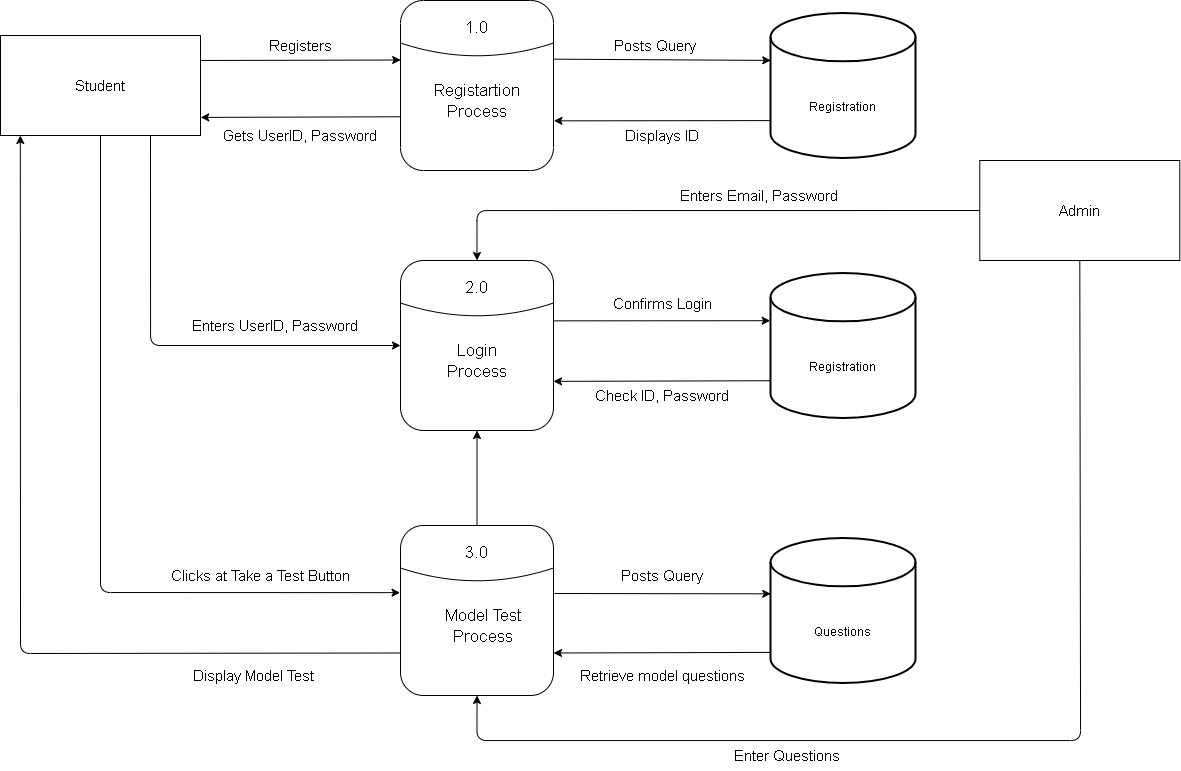 1.0
Registers
Posts Query
Student
Registartion
Process
Registration
Gets UserID, Password
Displays ID
Enters Email, Password
Admin
2.0
Confirms Login
Enters UserID, Password
Login
Process
Registration
Check ID, Password
3.0
Clicks at Take a Test Button
Posts Query
Model Test
Process
Questions
Display Model Test
Retrieve model questions
Enter Questions